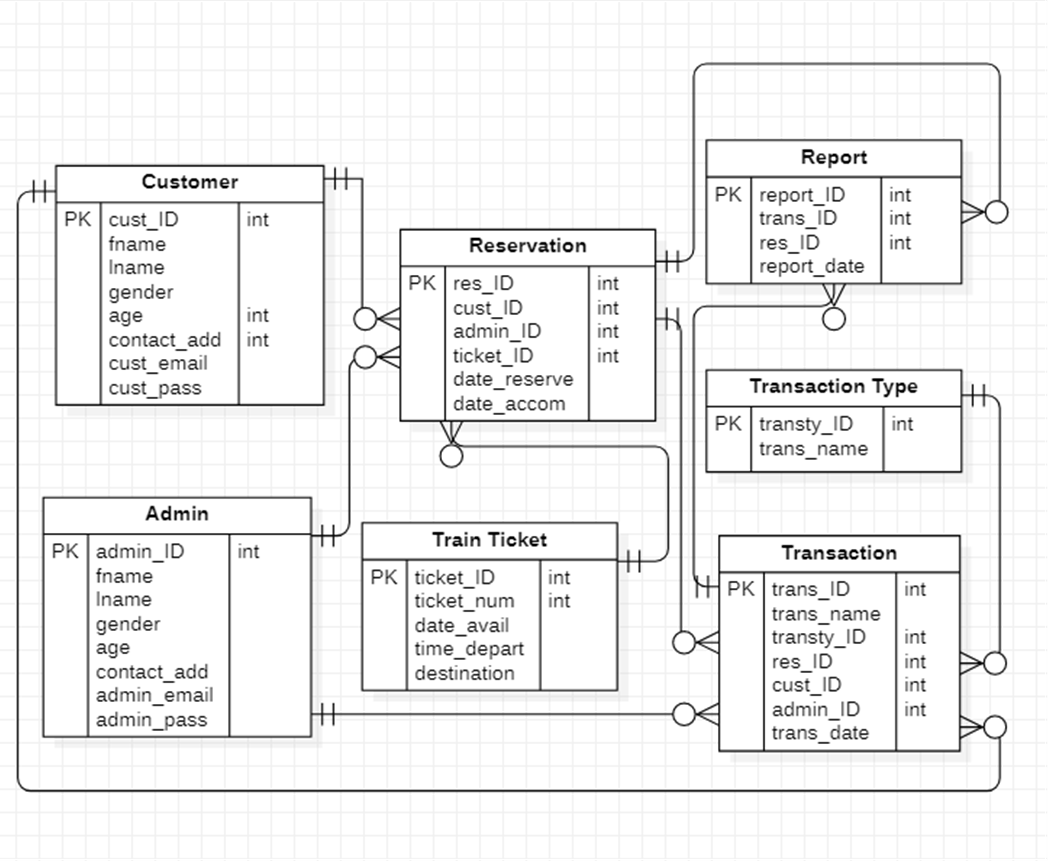 Customer
PK cust_ID int
fname
lname
gender
age int
contact_add int
cust_email
cust_pass
Reservation
PK res_ID int
cust_ID int
admin_ID int
ticket_ID int
date_reserve
date_accom
Report
PK report_ID int
trans_ID int
res_ID int
report_date
Transaction Type
PK transty_ID int
trans_name
Admin
PK admin_ID int
fname
lname
gender
age
contact_add
admin_email
admin_pass
Train Ticket
PK ticket_ID int
ticket_num int
date_avail
time_depart
destination
Transaction
PK trans_ID int
trans_name
transty_ID int
res_ID int
cust_ID int
admin_ID int
trans_date